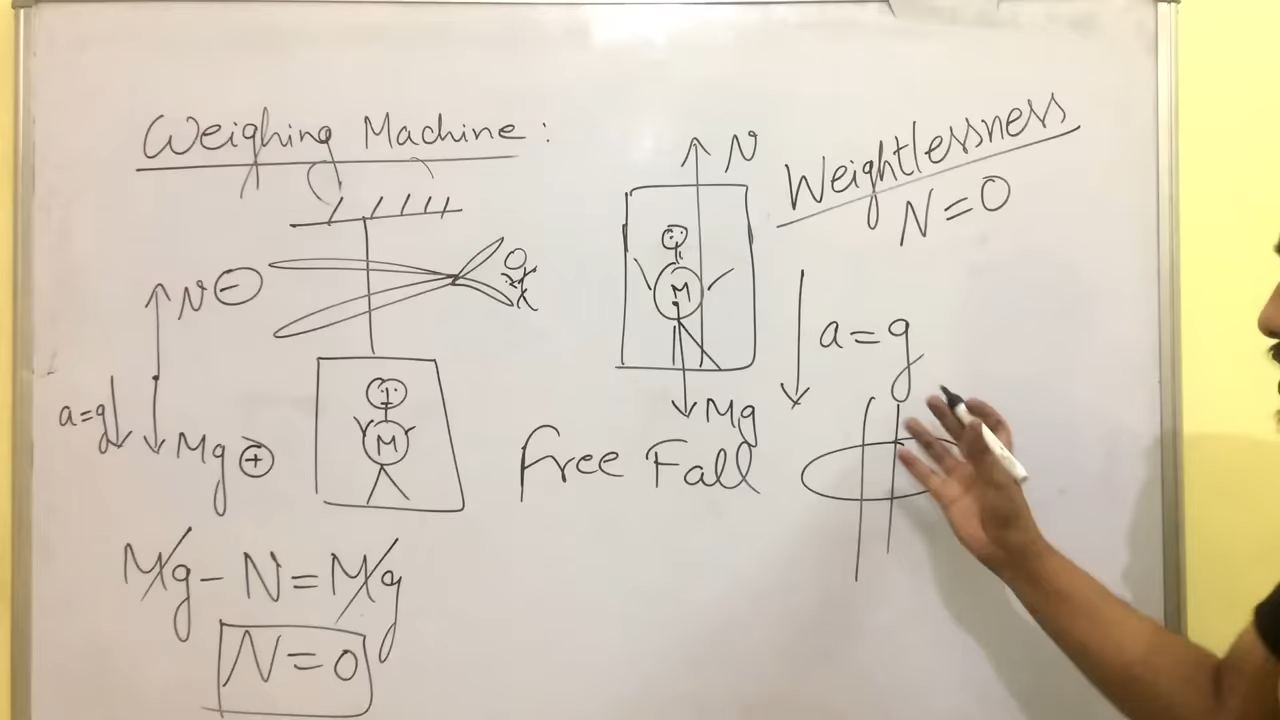 Weighing Machine:
N ⊖
a=g
Mg ⊕
M
Mg - N = Mg
N=0
N
M
Mg
Free Fall
Weightlessness
N=0
a=g